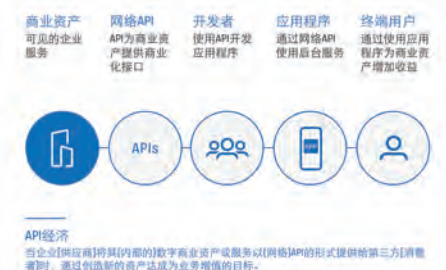 商业资产
可见的企业
服务
网络API
API为商业资
产提供商业
化接口
开发者
使用API开发
应用程序
应用程序
通过网络API
使用后台服务
终端用户
通过使用应用
程序为商业资
产增加收益
APIs
APP
API经济
当企业[供应商]将其[内部的]数字商业资产或服务以[网络]API的形式提供给第三方[消费
者]时，通过创造新的资产达成为业务增值的目标。